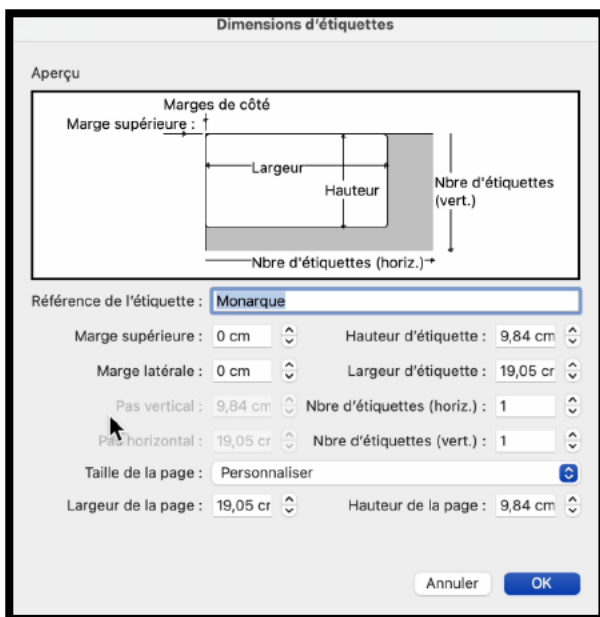 Dimensions d'étiquettes
Aperçu
Marges de côté
Marge supérieure :
Largeur
Hauteur
Nbre d'étiquettes
(vert.)
Nbre d'étiquettes (horiz.)
Référence de l'étiquette : Monarque
Marge supérieure : 0 cm Hauteur d'étiquette : 9,84 cm
Marge latérale : 0 cm Largeur d'étiquette : 19,05 cr
Pas vertical : 9,84 cm Nbre d'étiquettes (horiz.) : 1
Pas horizontal : 19,05 cr Nbre d'étiquettes (vert.) : 1
Taille de la page : Personnaliser
Largeur de la page : 19,05 cr Hauteur de la page : 9,84 cm
Annuler OK